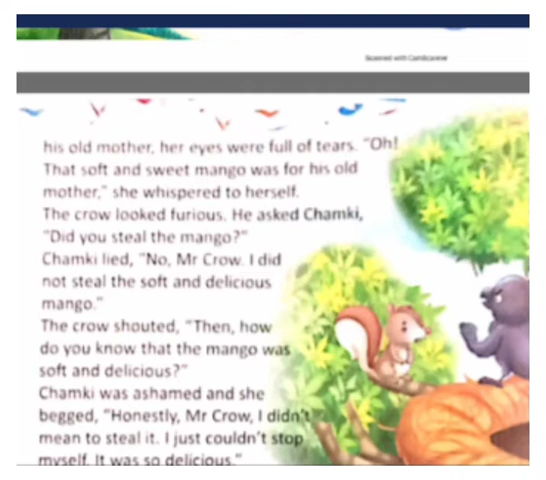 Scanned with CamScanner
his old mother, her eyes were full of tears. "Oh!
That soft and sweet mango was for his old
mother," she whispered to herself.
The crow looked furious. He asked Chamki,
"Did you steal the mango?"
Chamki lied, "No, Mr Crow. I did
not steal the soft and delicious
mango."
The crow shouted, "Then, how
do you know that the mango was
soft and delicious?"
Chamki was ashamed and she
begged, "Honestly, Mr Crow, I didn't
mean to steal it. I just couldn't stop
myself. It was so delicious."